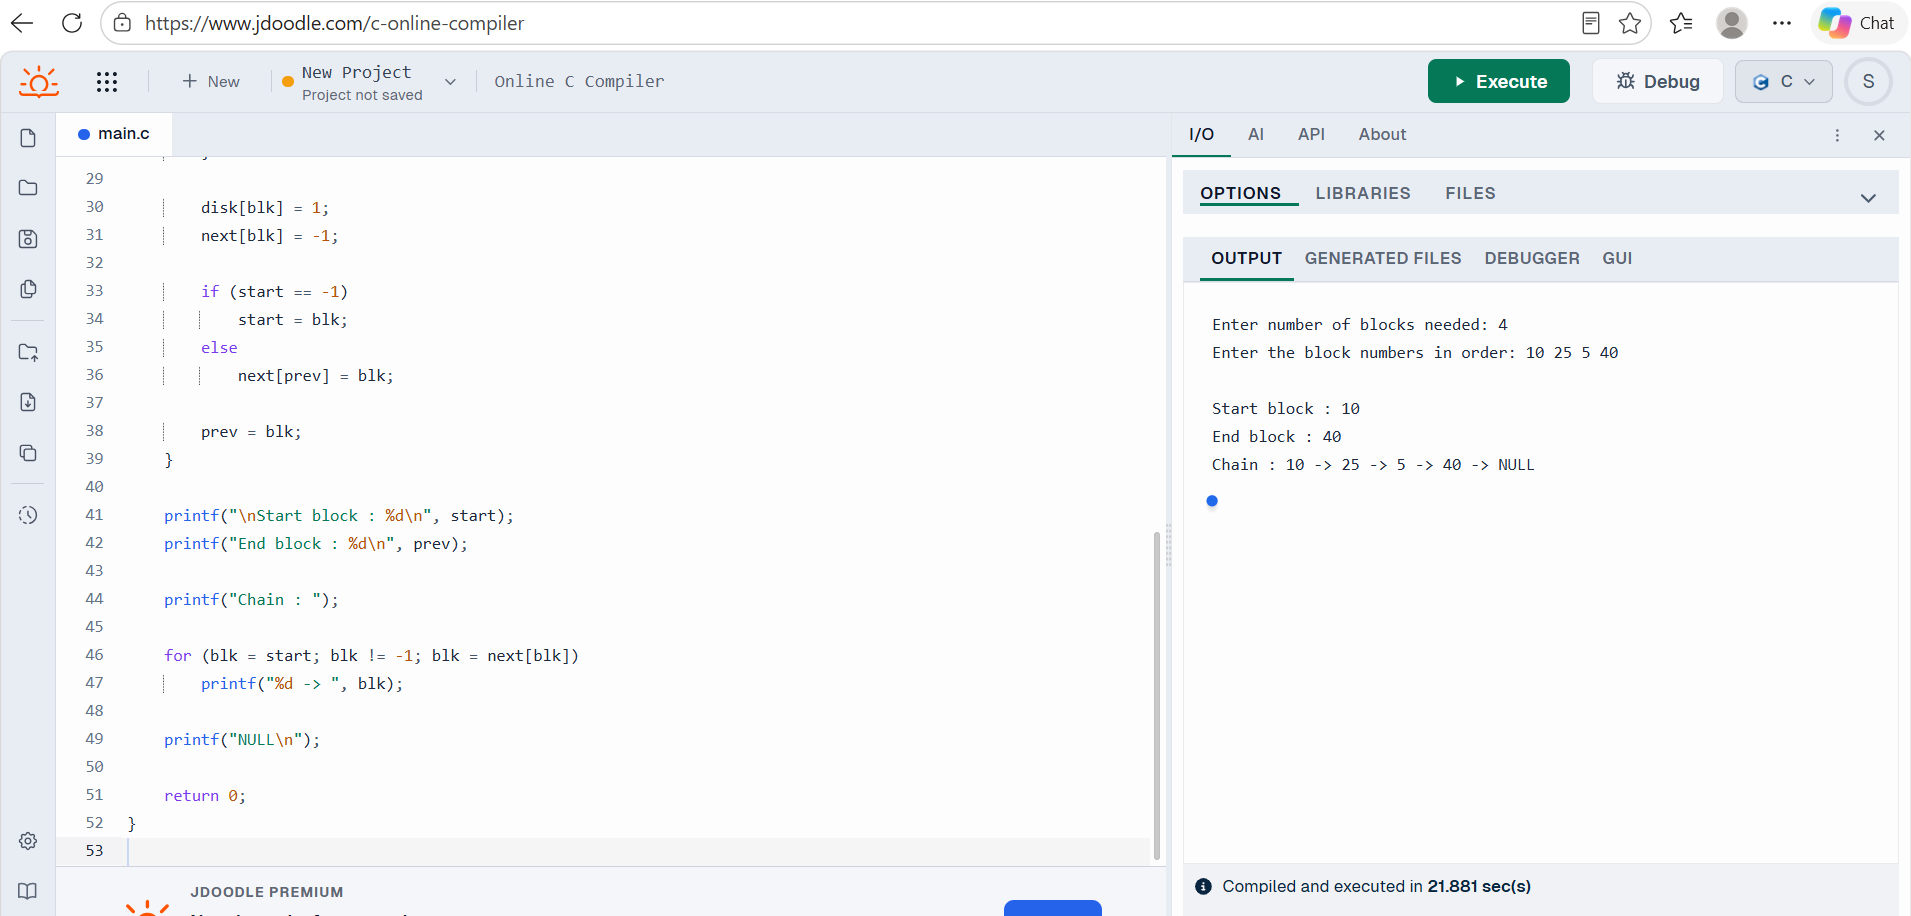 https://www.jdoodle.com/c-online-compiler
Chat
New
New Project
Project not saved
Online C Compiler
Execute
Debug
C
S
main.c
29
30 disk[blk] = 1;
31 next[blk] = -1;
32
33 if (start == -1)
34 start = blk;
35 else
36 next[prev] = blk;
37
38 prev = blk;
39 }
40
41 printf("\nStart block : %d\n", start);
42 printf("End block : %d\n", prev);
43
44 printf("Chain : ");
45
46 for (blk = start; blk != -1; blk = next[blk])
47 printf("%d -> ", blk);
48
49 printf("NULL\n");
50
51 return 0;
52 }
53
JDOODLE PREMIUM
I/O AI API About
OPTIONS LIBRARIES FILES
OUTPUT GENERATED FILES DEBUGGER GUI
Enter number of blocks needed: 4
Enter the block numbers in order: 10 25 5 40
Start block : 10
End block : 40
Chain : 10 -> 25 -> 5 -> 40 -> NULL
Compiled and executed in 21.881 sec(s)